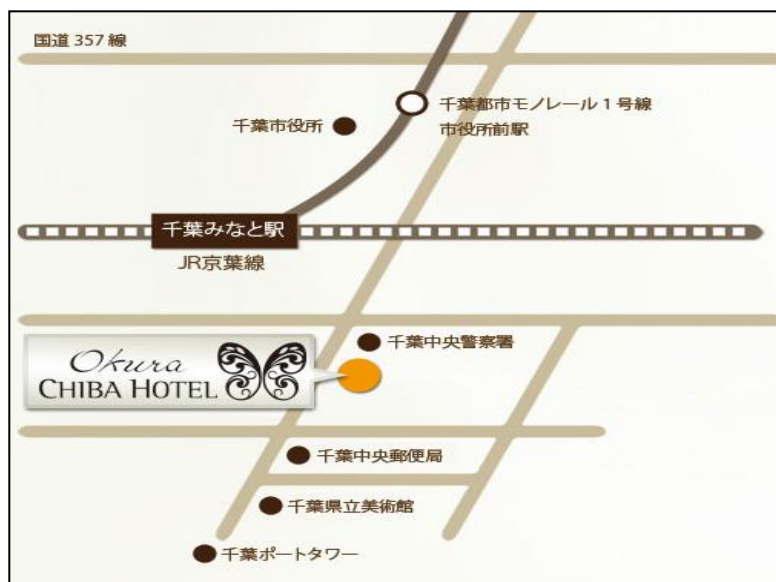 国道357線
千葉都市モノレール1号線
市役所前駅
千葉市役所
千葉みなと駅
JR京葉線
千葉中央警察署
Okura
CHIBA HOTEL
千葉中央郵便局
千葉県立美術館
千葉ポートタワー